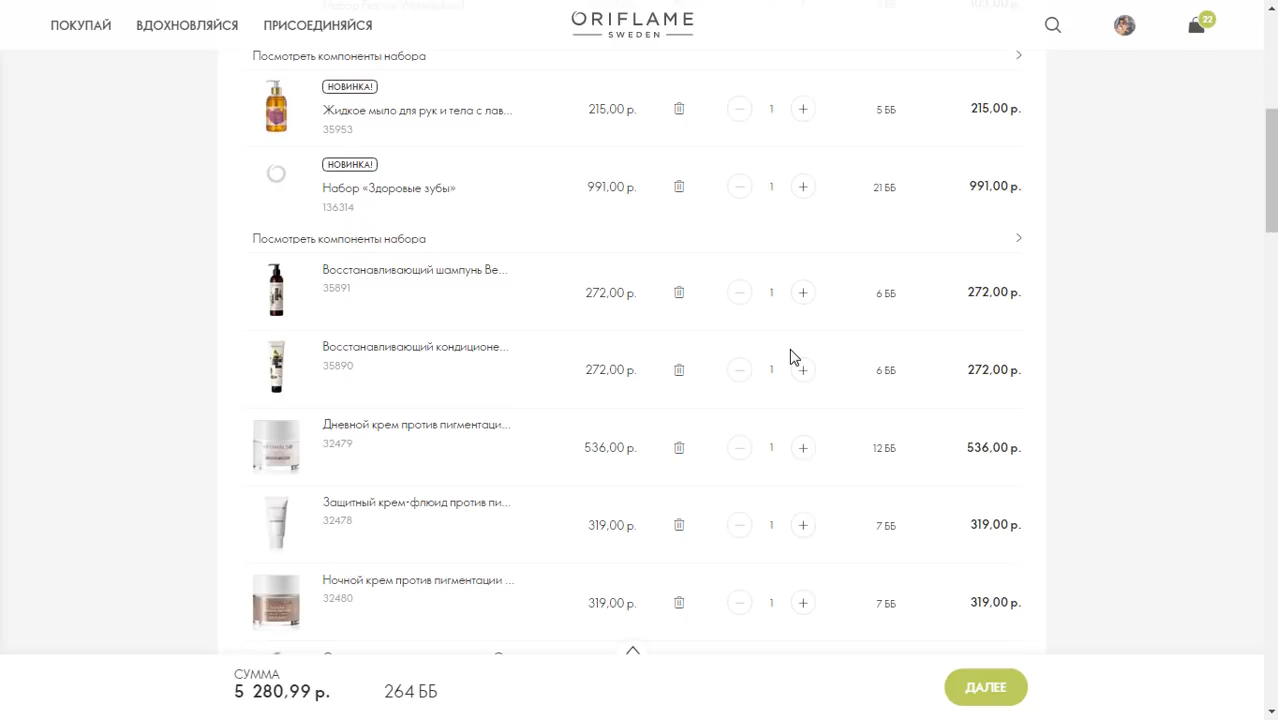 ПОКУПАЙ ВДОХНОВЛЯЙСЯ ПРИСОЕДИНЯЙСЯ ORIFLAME 22
SWEDEN
Посмотреть компоненты набора
НОВИНКА!
Жидкое мыло для рук и тела с лав... 215,00 р. 1 5 ББ 215,00 р.
35953
НОВИНКА!
Набор «Здоровые зубы» 991,00 р. 1 21 ББ 991,00 р.
136314
Посмотреть компоненты набора
Восстанавливающий шампунь Ве... 272,00 р. 1 6 ББ 272,00 р.
35891
Восстанавливающий кондиционе... 272,00 р. 1 6 ББ 272,00 р.
35890
Дневной крем против пигментаци... 536,00 р. 1 12 ББ 536,00 р.
32479
Защитный крем-флюид против пи... 319,00 р. 1 7 ББ 319,00 р.
32478
Ночной крем против пигментации ... 319,00 р. 1 7 ББ 319,00 р.
32480
СУММА
5 280,99 р. 264 ББ ДАЛЕЕ